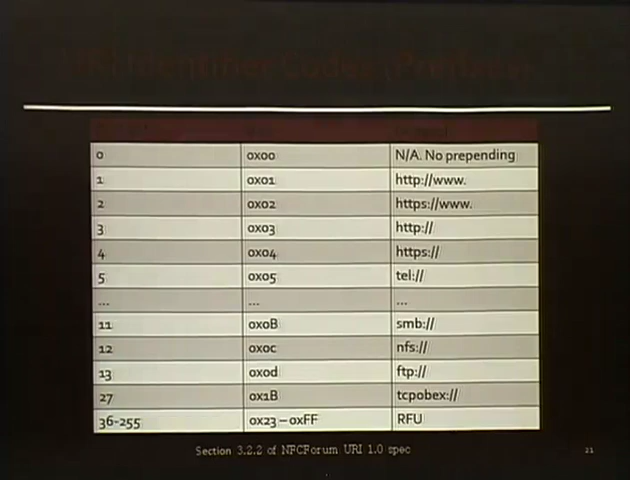 URI Identifier Codes (Prefixes)
0 0x00 N/A. No prepending
1 0x01 http://www.
2 0x02 https://www.
3 0x03 http://
4 0x04 https://
5 0x05 tel://
... ... ...
11 0x0B smb://
12 0x0c nfs://
13 0x0d ftp://
27 0x1B tcpobex://
36-255 0x23 – 0xFF RFU
Section 3.2.2 of NFCForum URI 1.0 spec
21